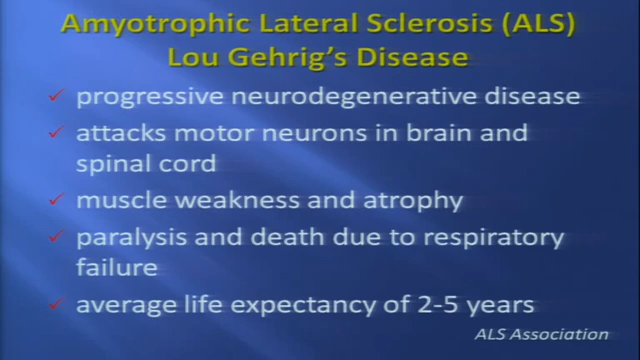 Amyotrophic Lateral Sclerosis (ALS)
Lou Gehrig's Disease
progressive neurodegenerative disease
attacks motor neurons in brain and
spinal cord
muscle weakness and atrophy
paralysis and death due to respiratory
failure
average life expectancy of 2-5 years
ALS Association